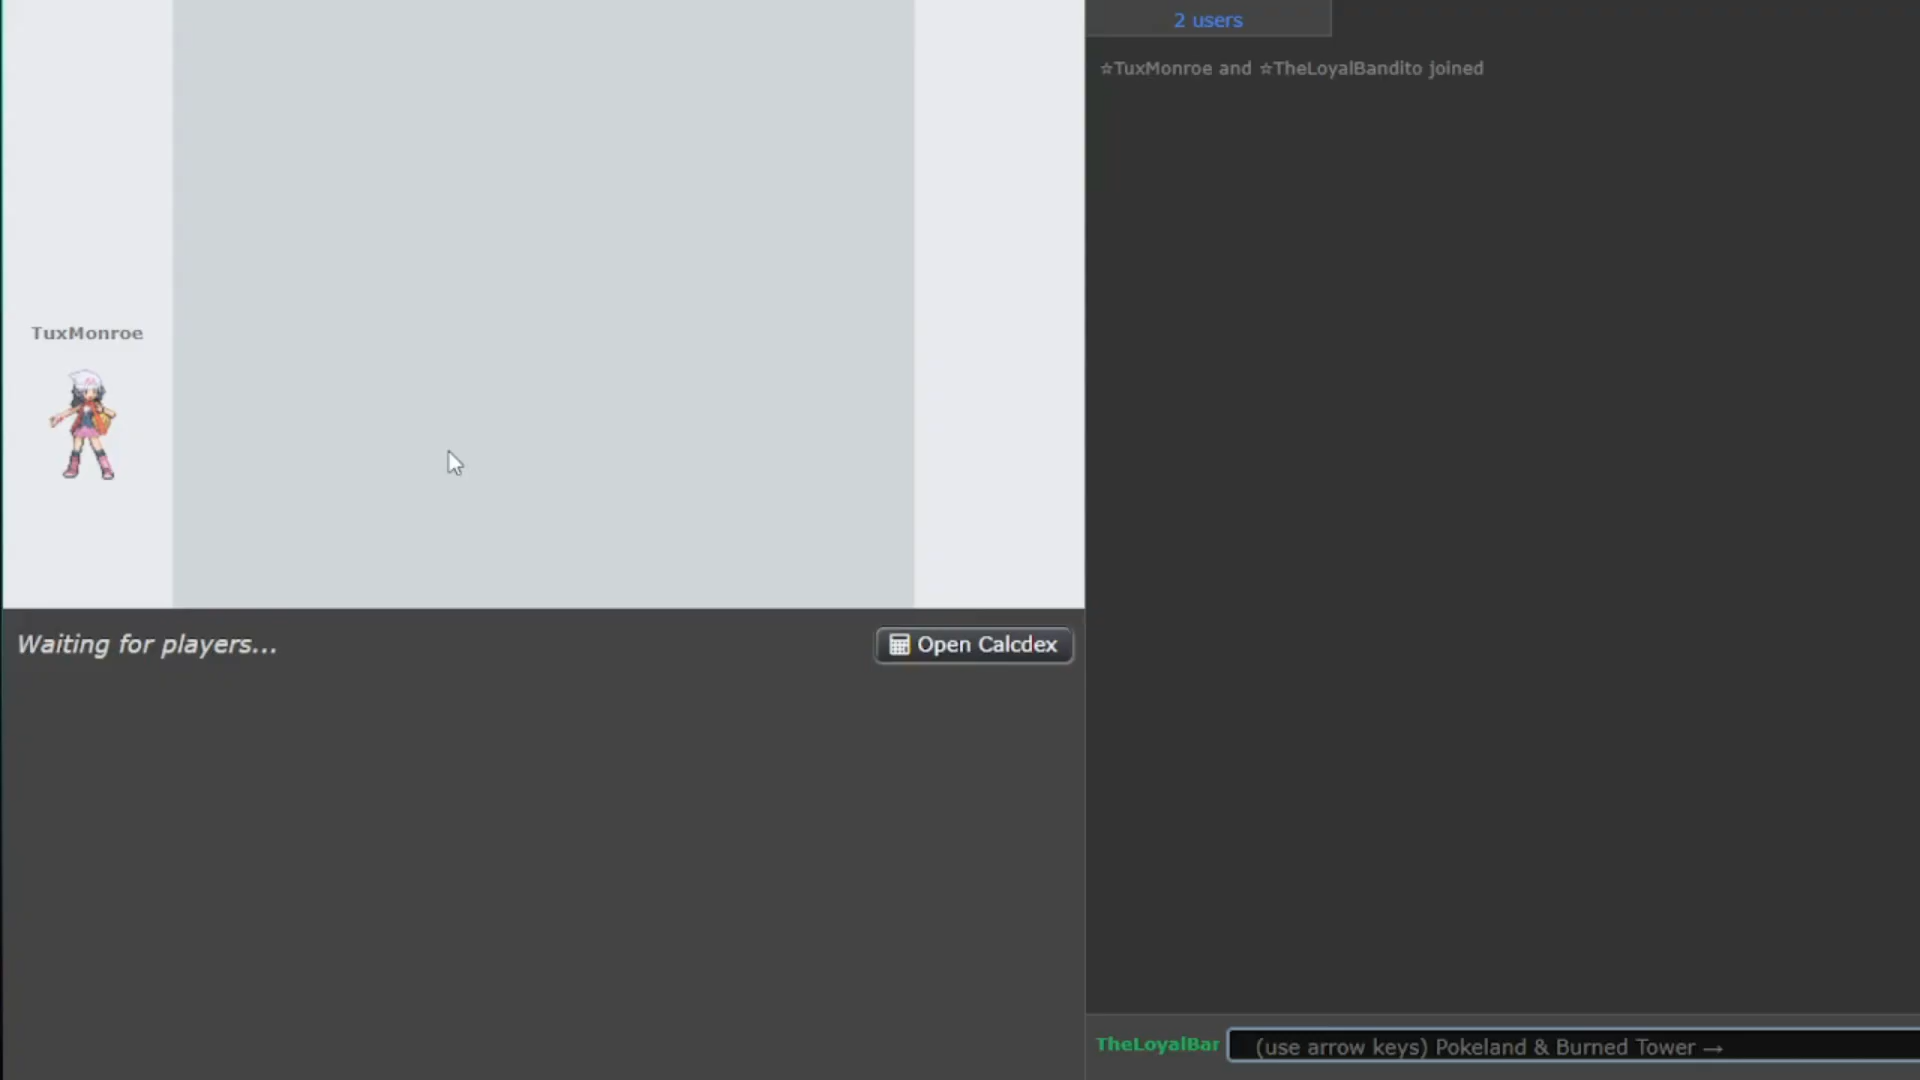 2 users
☆TuxMonroe and ☆TheLoyalBandito joined
TuxMonroe
Waiting for players...
Open Calcdex
TheLoyalBar
(use arrow keys) Pokeland & Burned Tower →